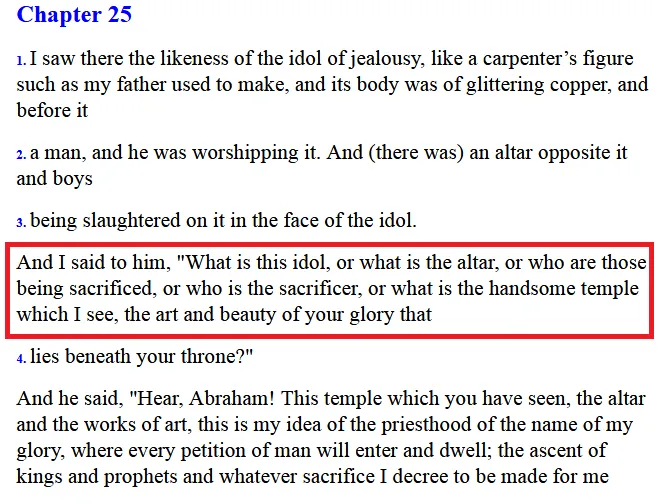 Chapter 25
1. I saw there the likeness of the idol of jealousy, like a carpenter’s figure
such as my father used to make, and its body was of glittering copper, and
before it
2. a man, and he was worshipping it. And (there was) an altar opposite it
and boys
3. being slaughtered on it in the face of the idol.
And I said to him, "What is this idol, or what is the altar, or who are those
being sacrificed, or who is the sacrificer, or what is the handsome temple
which I see, the art and beauty of your glory that
4. lies beneath your throne?"
And he said, "Hear, Abraham! This temple which you have seen, the altar
and the works of art, this is my idea of the priesthood of the name of my
glory, where every petition of man will enter and dwell; the ascent of
kings and prophets and whatever sacrifice I decree to be made for me